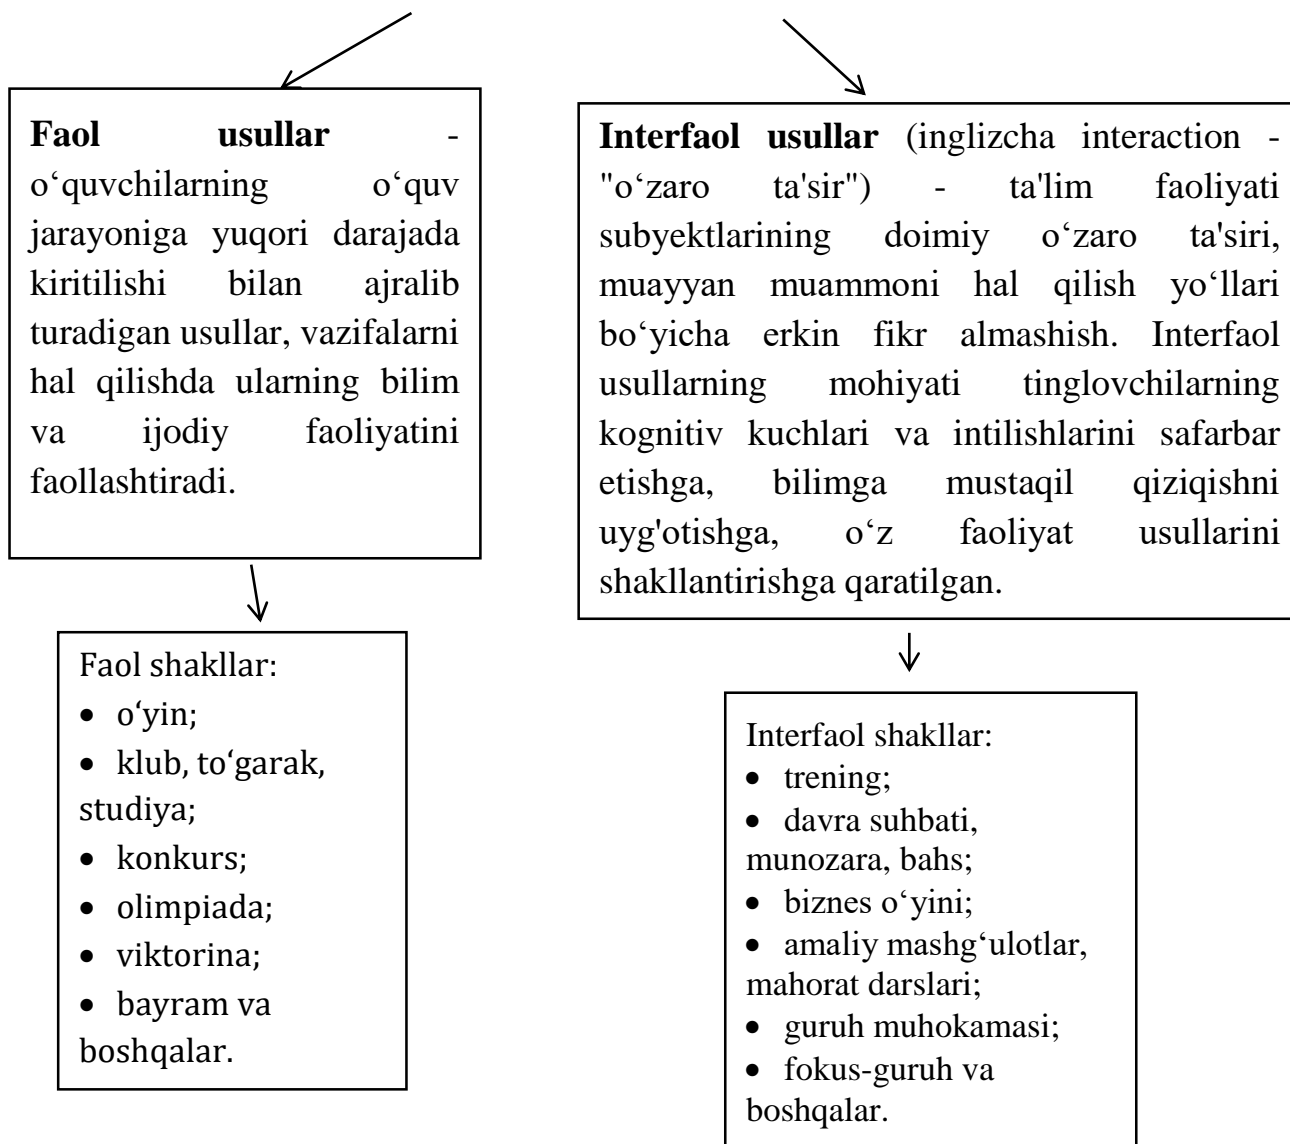 Faol usullar -
o‘quvchilarning o‘quv
jarayoniga yuqori darajada
kiritilishi bilan ajralib
turadigan usullar, vazifalarni
hal qilishda ularning bilim
va ijodiy faoliyatini
faollashtiradi.
Interfaol usullar (inglizcha interaction -
"o‘zaro ta'sir") - ta'lim faoliyati
subyektlarining doimiy o‘zaro ta'siri,
muayyan muammoni hal qilish yo‘llari
bo‘yicha erkin fikr almashish. Interfaol
usullarning mohiyati tinglovchilarning
kognitiv kuchlari va intilishlarini safarbar
etishga, bilimga mustaqil qiziqishni
uyg'otishga, o‘z faoliyat usullarini
shakllantirishga qaratilgan.
Faol shakllar:
• o‘yin;
• klub, to‘garak,
studiya;
• konkurs;
• olimpiada;
• viktorina;
• bayram va
boshqalar.
Interfaol shakllar:
• trening;
• davra suhbati,
munozara, bahs;
• biznes o‘yini;
• amaliy mashg‘ulotlar,
mahorat darslari;
• guruh muhokamasi;
• fokus-guruh va
boshqalar.